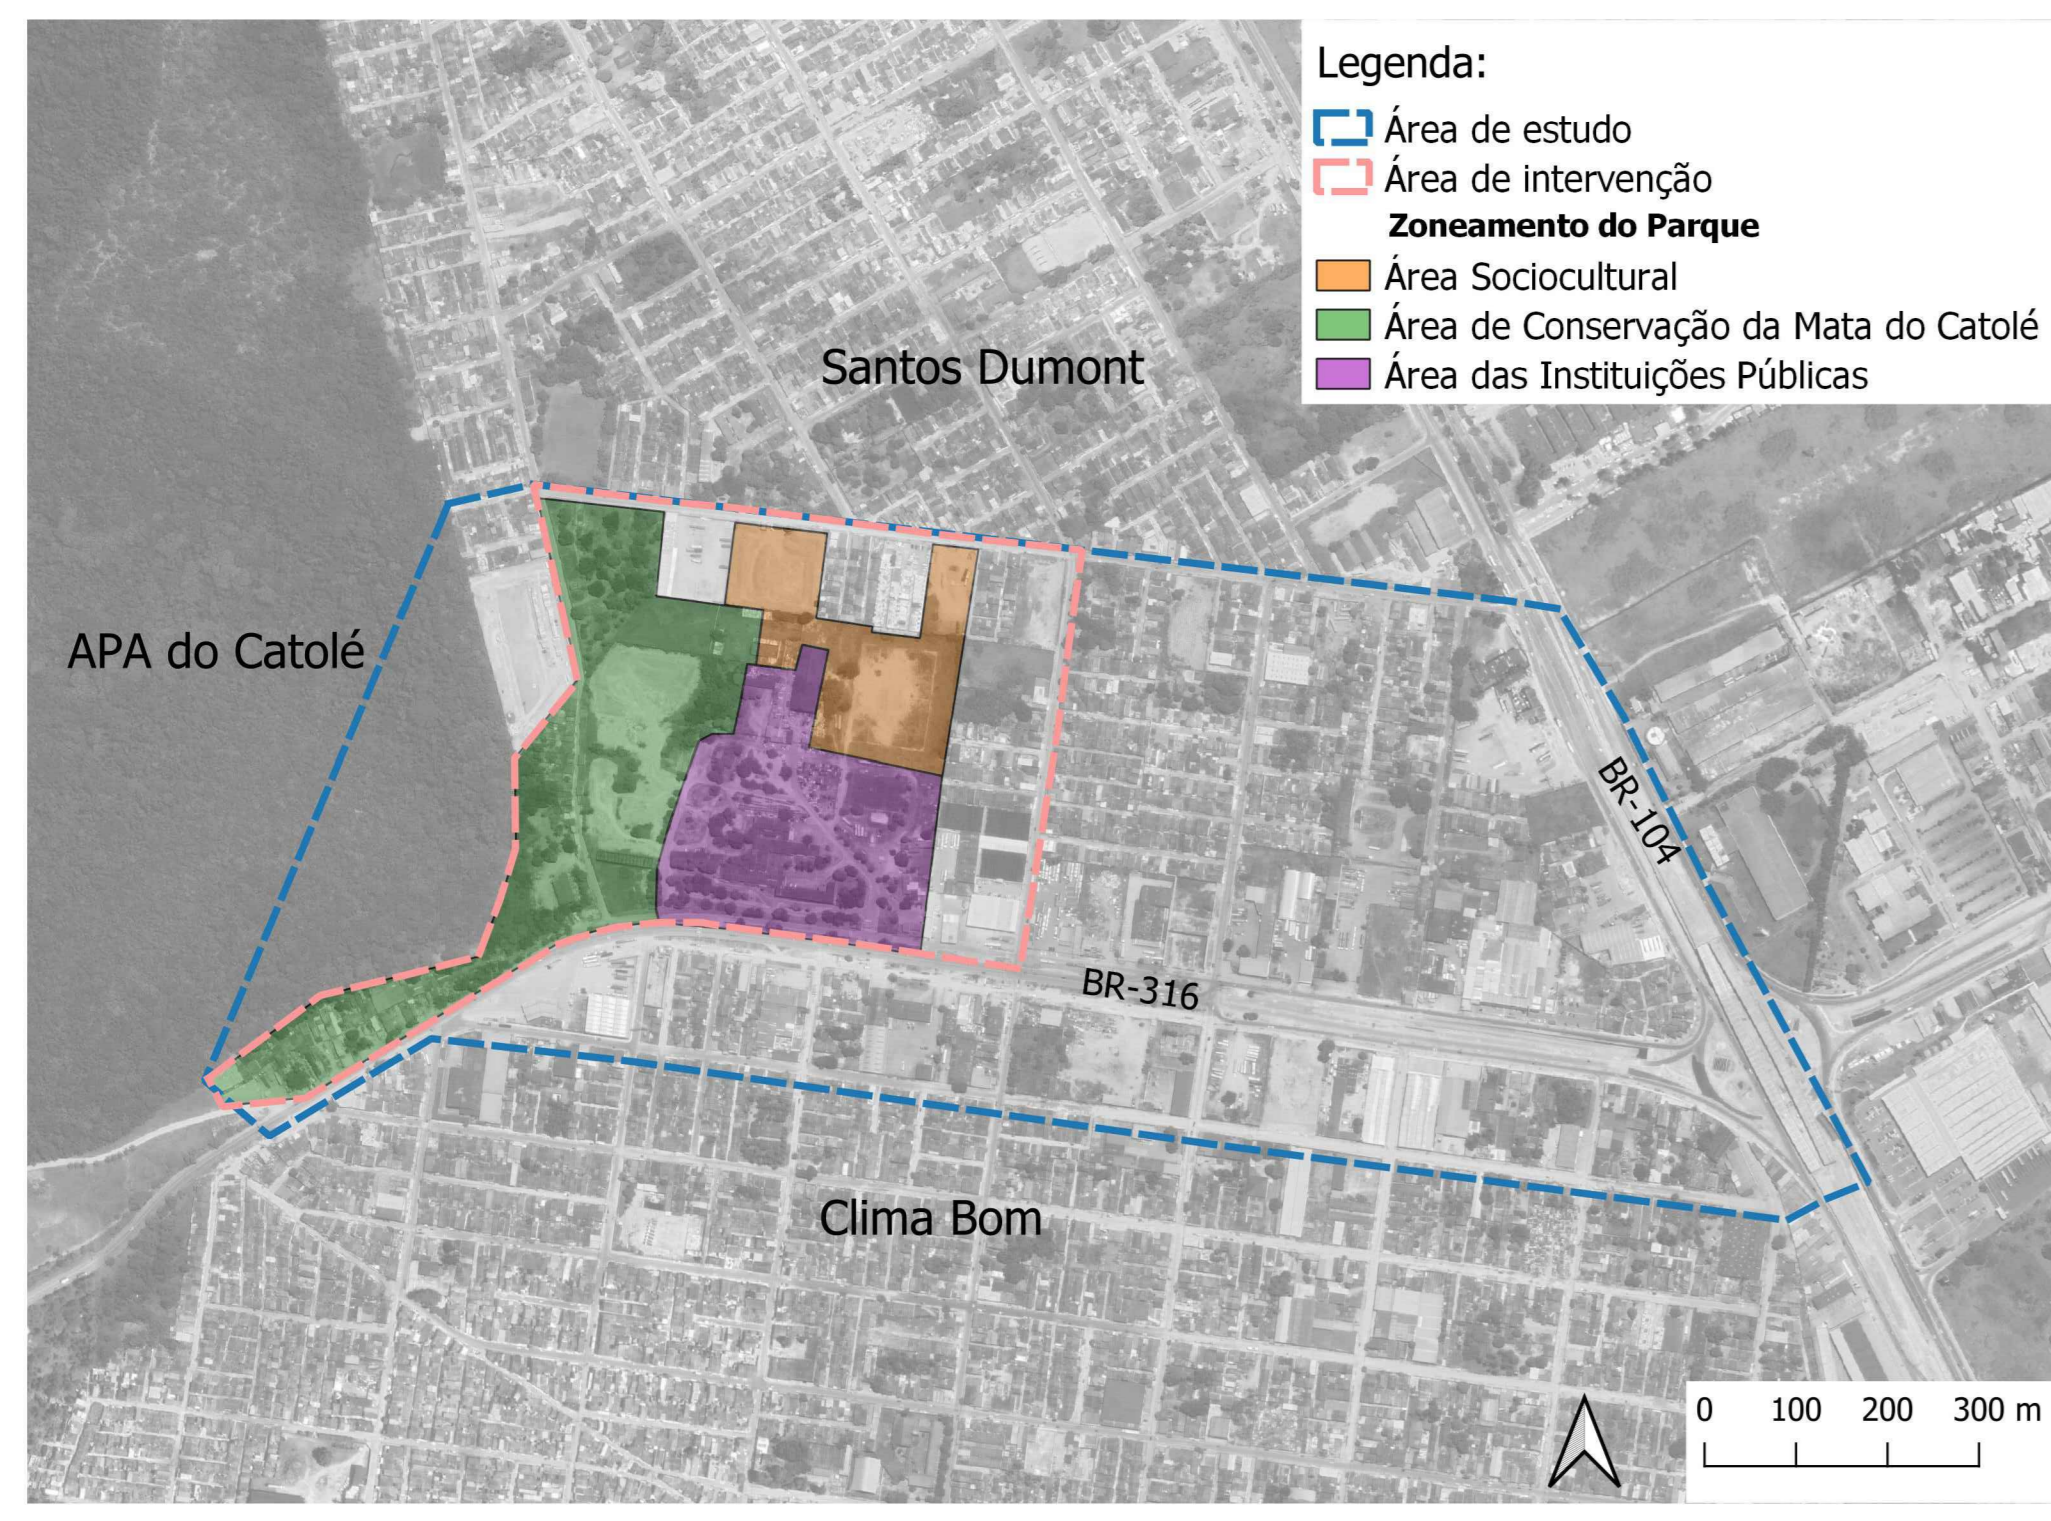 Legenda:
Área de estudo
Área de intervenção
Zoneamento do Parque
Área Sociocultural
Área de Conservação da Mata do Catolé
Área das Instituições Públicas
Santos Dumont
APA do Catolé
BR-104
BR-316
Clima Bom
0 100 200 300 m